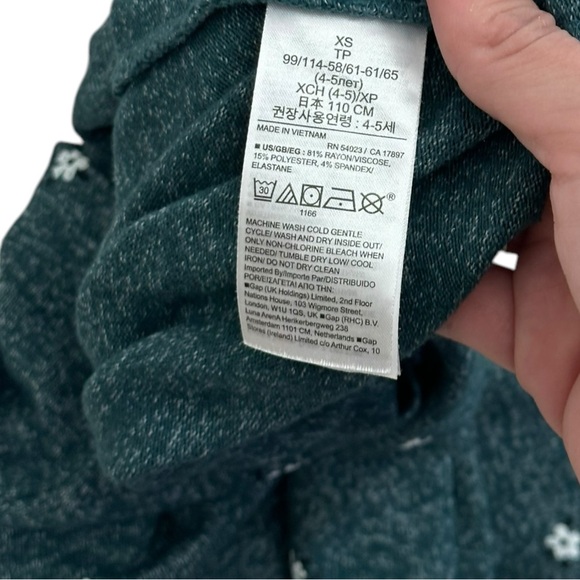 XS
TP
99/114-58/61-61/65
(4-5лет)
XCH (4-5)/XP
日本 110 CM
권장사용연령 : 4-5세
MADE IN VIETNAM RN 54023 / CA 17897
■ US/GB/EG : 81% RAYON/VISCOSE,
15% POLYESTER, 4% SPANDEX/
ELASTANE
30
®
1166
MACHINE WASH COLD GENTLE
CYCLE/ WASH AND DRY INSIDE OUT/
ONLY NON-CHLORINE BLEACH WHEN
NEEDED/ TUMBLE DRY LOW/ COOL
IRON/ DO NOT DRY CLEAN
Imported By/Importe Par/DISTRIBUIDO
POR/ΕΙΣΑΓΕΤΑΙ ΑΠΟ ΤΗΝ:
■Gap (UK Holdings) Limited, 2nd Floor
Nations House, 103 Wigmore Street,
London, W1U 1QS, UK ■Gap (RHC) B.V.
Luna ArenA Herikerbergweg 238
Amsterdam 1101 CM, Netherlands ■Gap
Stores (Ireland) Limited c/o Arthur Cox, 10